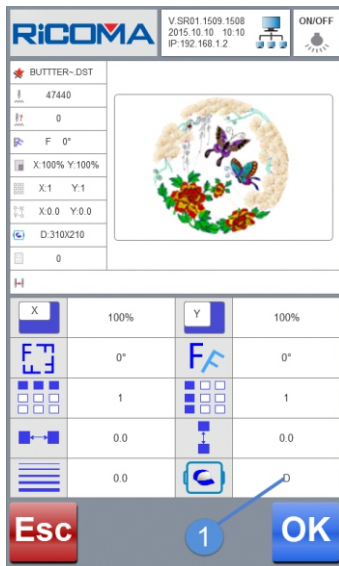 RiCOMA
V.SR01.1509.1508
2015.10.10 10:10
IP:192.168.1.2
ON/OFF
BUTTTER~.DST
47440
0
F 0°
X:100% Y:100%
X:1 Y:1
X:0.0 Y:0.0
D:310X210
0
X 100% Y 100%
0° 0°
1 1
0.0 0.0
0.0 D
Esc 1 OK